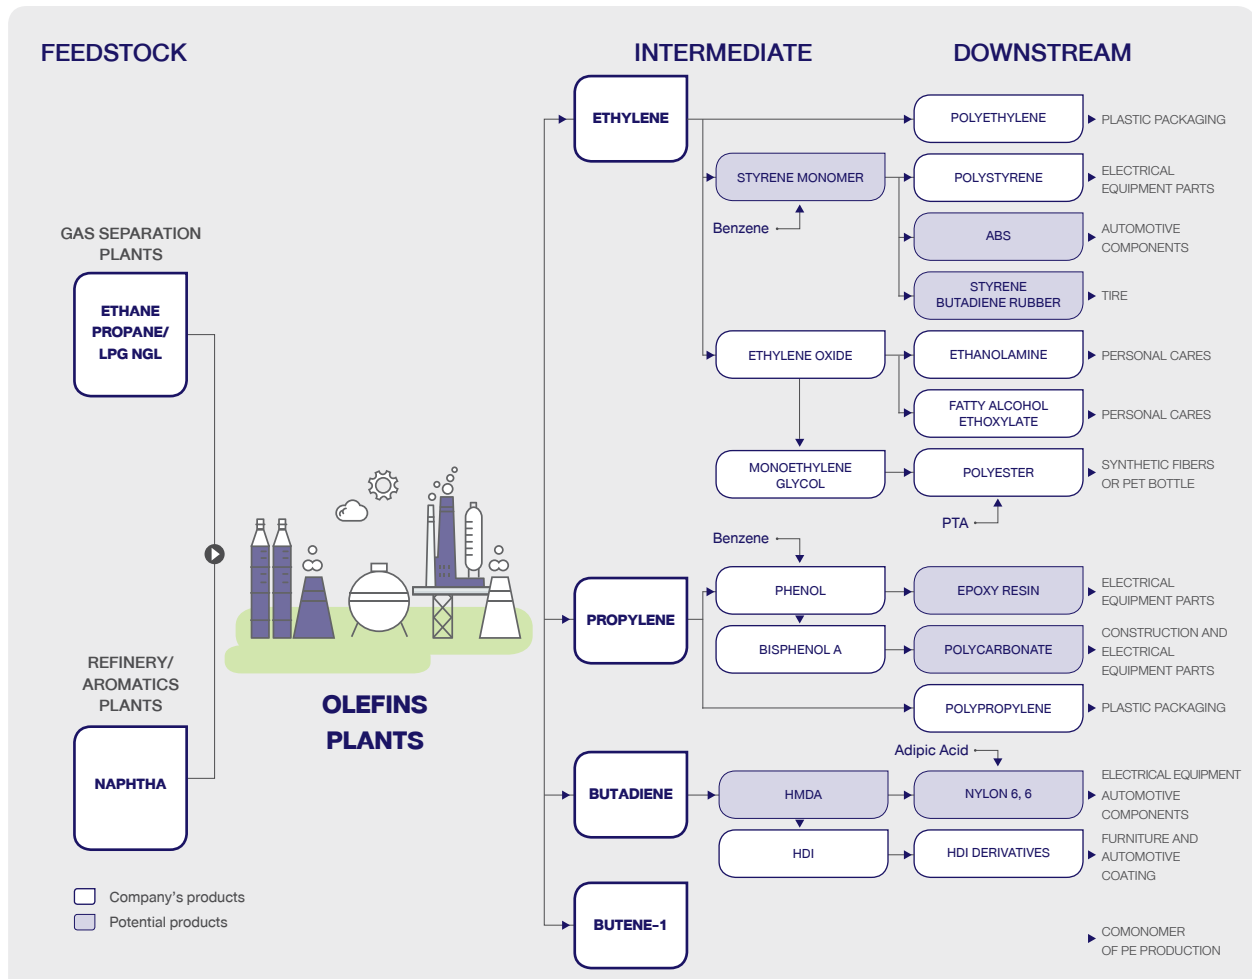 FEEDSTOCK
INTERMEDIATE
DOWNSTREAM
GAS SEPARATION
PLANTS
ETHANE
PROPANE/
LPG NGL
REFINERY/
AROMATICS
PLANTS
NAPHTHA
Company's products
Potential products
OLEFINS
PLANTS
ETHYLENE
POLYETHYLENE
PLASTIC PACKAGING
STYRENE MONOMER
Benzene
POLYSTYRENE
ELECTRICAL
EQUIPMENT PARTS
ABS
AUTOMOTIVE
COMPONENTS
STYRENE
BUTADIENE RUBBER
TIRE
ETHYLENE OXIDE
ETHANOLAMINE
PERSONAL CARES
FATTY ALCOHOL
ETHOXYLATE
PERSONAL CARES
MONOETHYLENE
GLYCOL
POLYESTER
SYNTHETIC FIBERS
OR PET BOTTLE
PTA
PROPYLENE
Benzene
PHENOL
EPOXY RESIN
ELECTRICAL
EQUIPMENT PARTS
BISPHENOL A
POLYCARBONATE
CONSTRUCTION AND
ELECTRICAL
EQUIPMENT PARTS
POLYPROPYLENE
PLASTIC PACKAGING
BUTADIENE
Adipic Acid
HMDA
NYLON 6, 6
ELECTRICAL EQUIPMENT
AUTOMOTIVE
COMPONENTS
HDI
HDI DERIVATIVES
FURNITURE AND
AUTOMOTIVE
COATING
BUTENE-1
COMONOMER
OF PE PRODUCTION